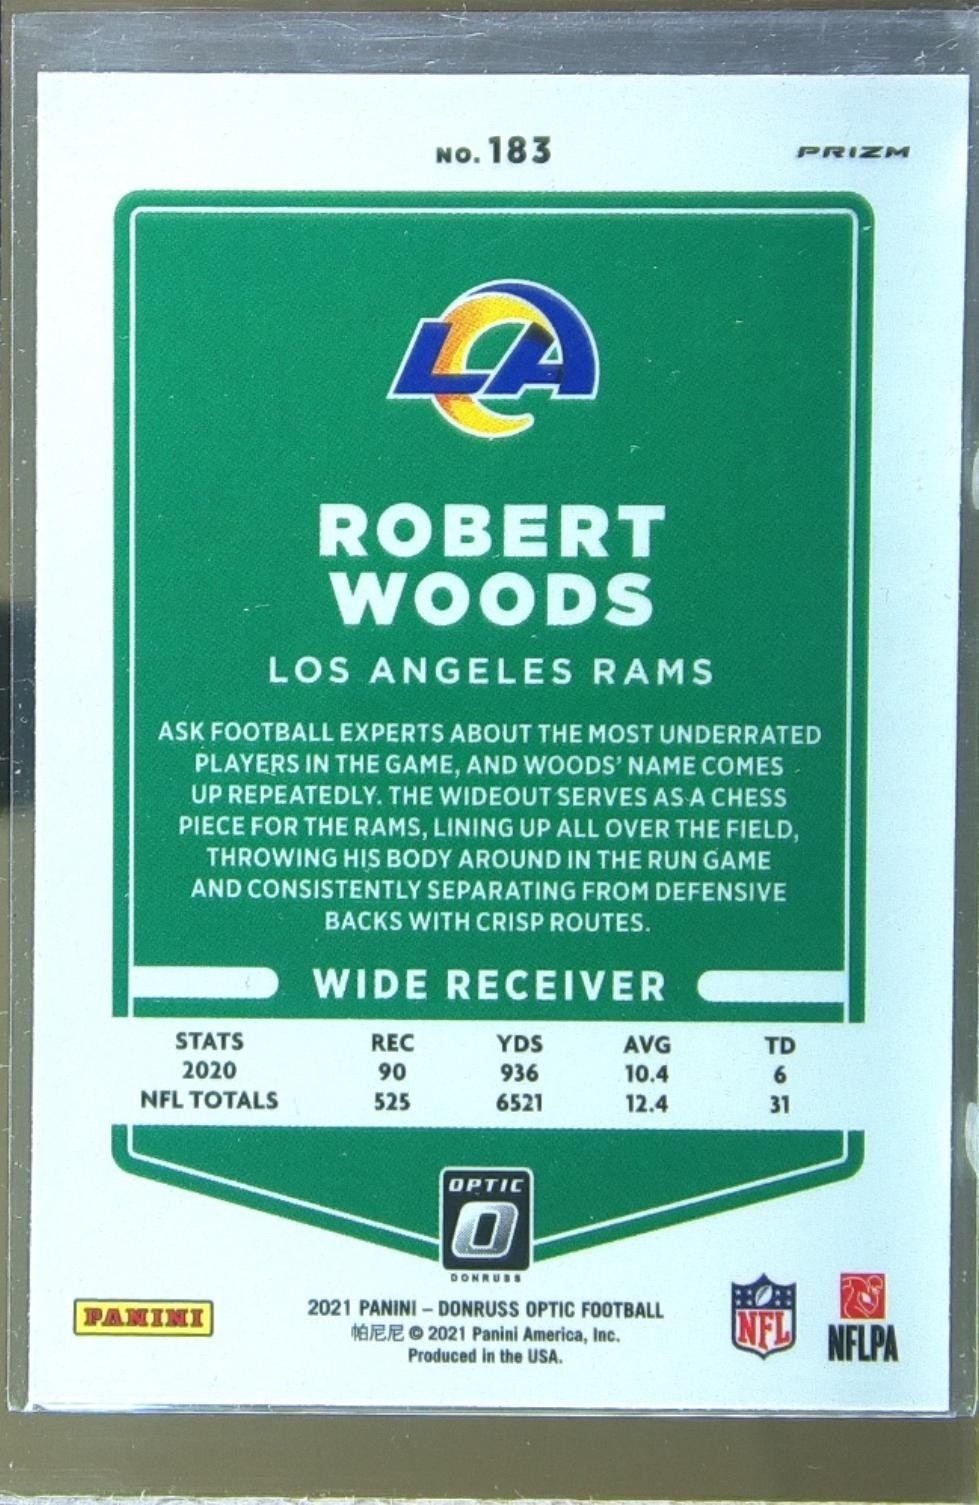 NO. 183
PRIZM
LA
ROBERT
WOODS
LOS ANGELES RAMS
ASK FOOTBALL EXPERTS ABOUT THE MOST UNDERRATED
PLAYERS IN THE GAME, AND WOODS' NAME COMES
UP REPEATEDLY. THE WIDEOUT SERVES AS A CHESS
PIECE FOR THE RAMS, LINING UP ALL OVER THE FIELD,
THROWING HIS BODY AROUND IN THE RUN GAME
AND CONSISTENTLY SEPARATING FROM DEFENSIVE
BACKS WITH CRISP ROUTES.
WIDE RECEIVER
STATS REC YDS AVG TD
2020 90 936 10.4 6
NFL TOTALS 525 6521 12.4 31
OPTIC
O
DONRUSS
PANINI
2021 PANINI – DONRUSS OPTIC FOOTBALL
帕尼尼 © 2021 Panini America, Inc.
Produced in the USA.
NFL
NFLPA